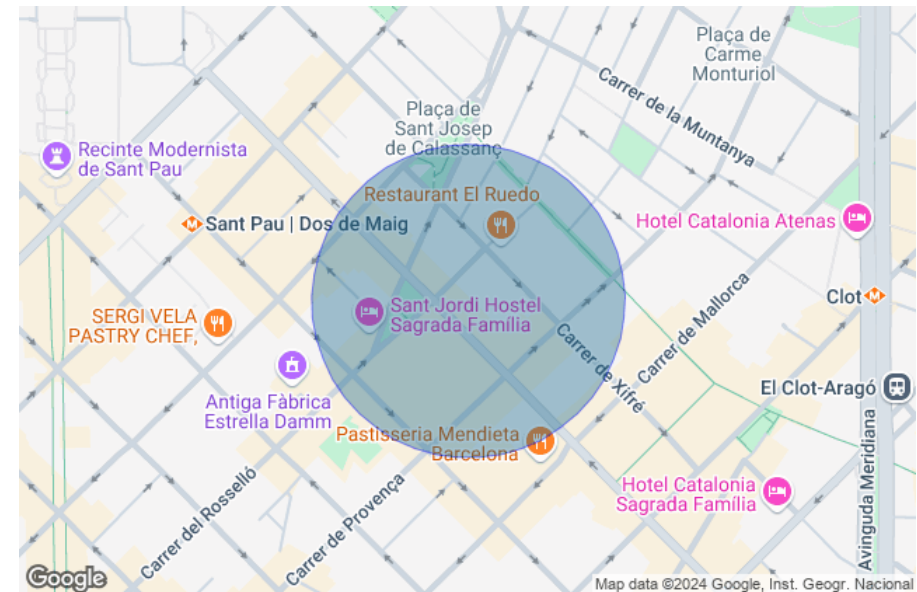 Plaça de
Carme
Monturiol
Carrer de la Muntanya
Plaça de
Sant Josep
de Calassanç
Recinte Modernista
de Sant Pau
Restaurant El Ruedo
Sant Pau | Dos de Maig
Hotel Catalonia Atenas
Carrer de Mallorca
Clot
SERGI VELA
PASTRY CHEF,
Sant Jordi Hostel
Sagrada Família
Carrer de Xifré
Antiga Fàbrica
Estrella Damm
El Clot-Aragó
Avinguda Meridiana
Pastisseria Mendieta
Barcelona
Carrer del Rosselló
Carrer de Provença
Hotel Catalonia
Sagrada Família
Google
Map data ©2024 Google, Inst. Geogr. Nacional